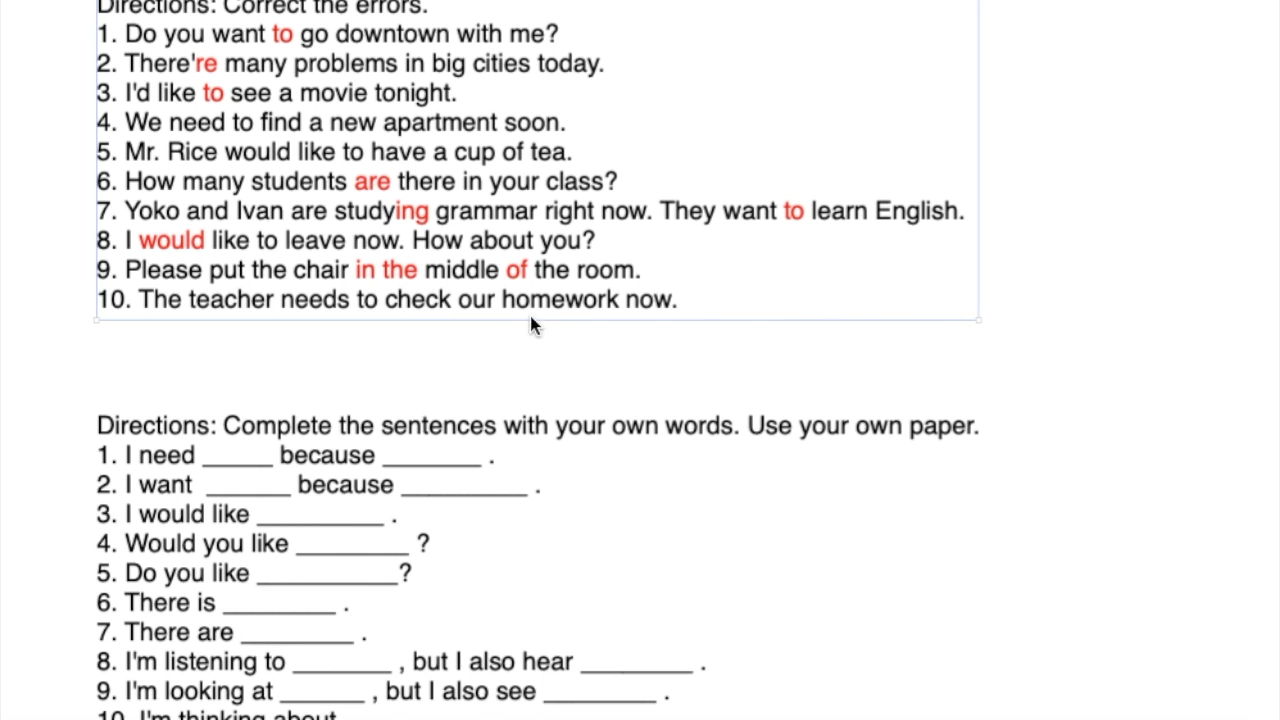 Directions: Correct the errors.
1. Do you want to go downtown with me?
2. There're many problems in big cities today.
3. I'd like to see a movie tonight.
4. We need to find a new apartment soon.
5. Mr. Rice would like to have a cup of tea.
6. How many students are there in your class?
7. Yoko and Ivan are studying grammar right now. They want to learn English.
8. I would like to leave now. How about you?
9. Please put the chair in the middle of the room.
10. The teacher needs to check our homework now.
Directions: Complete the sentences with your own words. Use your own paper.
1. I need _____ because _______ .
2. I want ______ because _________ .
3. I would like _________ .
4. Would you like ________ ?
5. Do you like __________?
6. There is ________ .
7. There are ________ .
8. I'm listening to _______ , but I also hear ________ .
9. I'm looking at ______ , but I also see ________ .
10. I'm thinking about